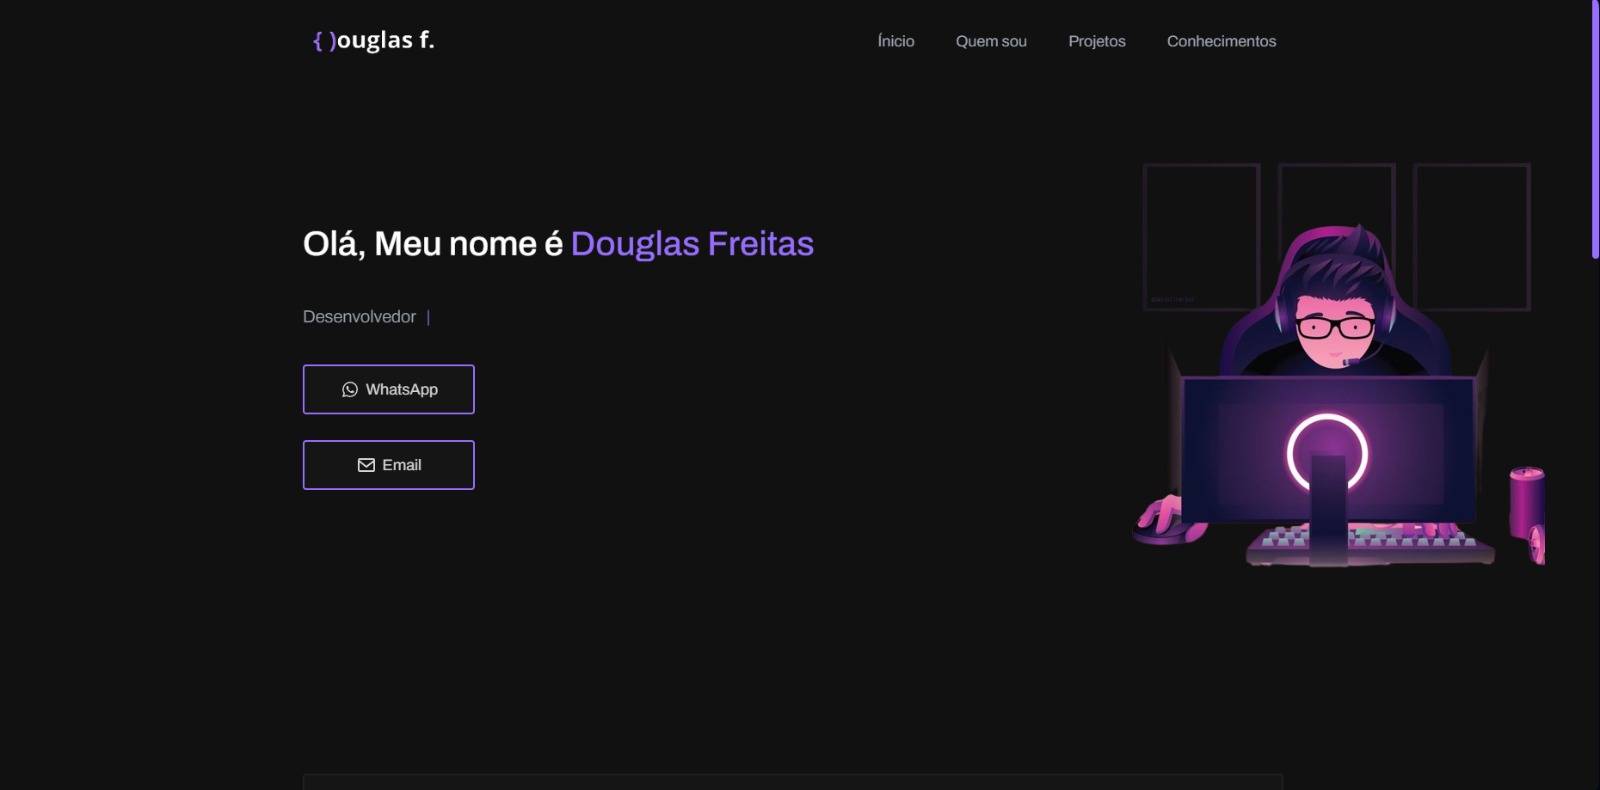 { )ouglas f.
Ínicio Quem sou Projetos Conhecimentos
Olá, Meu nome é Douglas Freitas
Desenvolvedor |
WhatsApp
Email